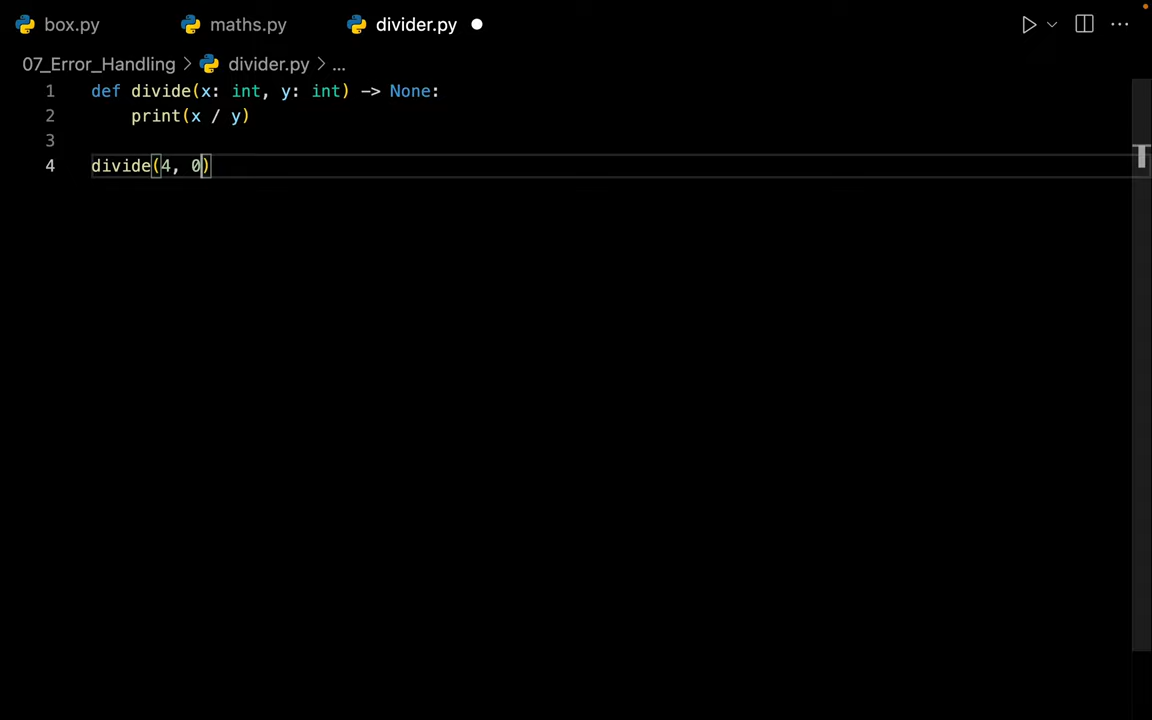 box.py maths.py divider.py
07_Error_Handling > divider.py > ...
1 def divide(x: int, y: int) -> None:
2     print(x / y)
3
4 divide(4, 0)